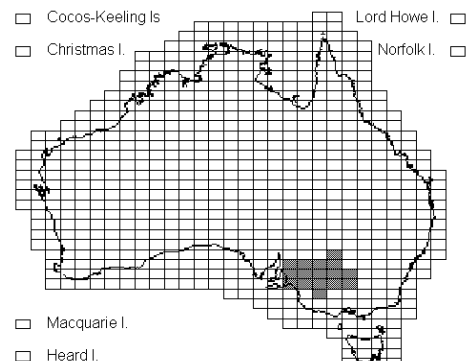 Cocos-Keeling Is
Lord Howe I.
Christmas I.
Norfolk I.
Macquarie I.
Heard I.